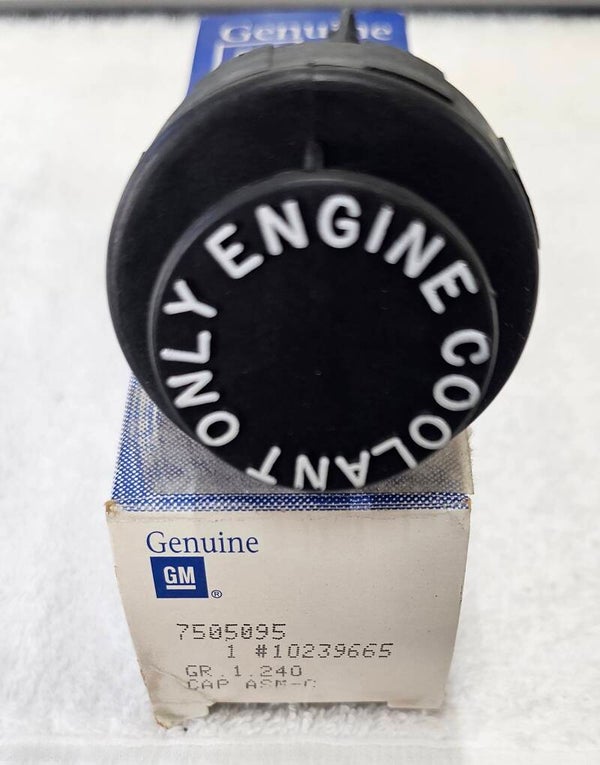 Genuine
ENGINE COOLANT ONLY
Genuine
GM
®
7505095
1 #10239665
GR.1.240
CAP ASM-